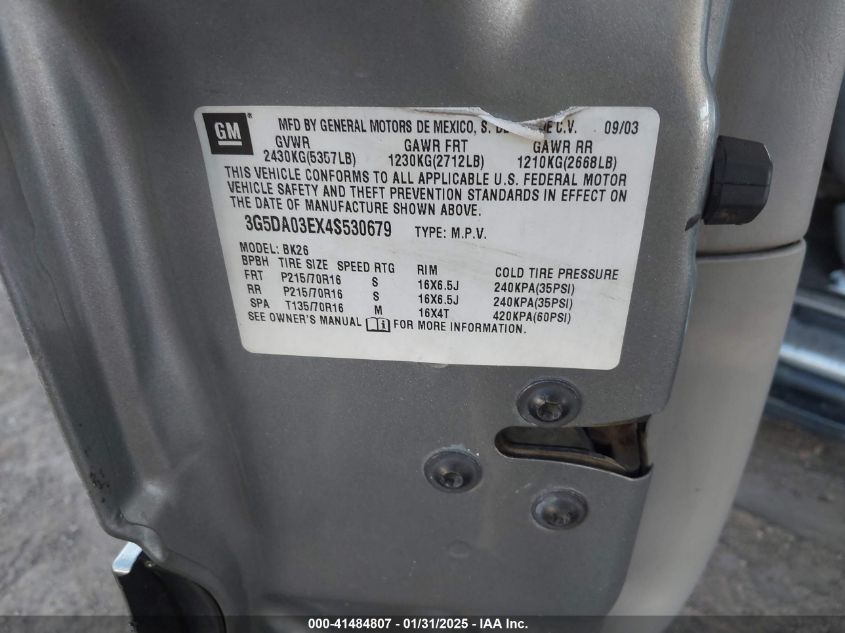 GM
MFD BY GENERAL MOTORS DE MEXICO, S. DE C.V. 09/03
GVWR GAWR FRT GAWR RR
2430KG(5357LB) 1230KG(2712LB) 1210KG(2668LB)
THIS VEHICLE CONFORMS TO ALL APPLICABLE U.S. FEDERAL MOTOR
VEHICLE SAFETY AND THEFT PREVENTION STANDARDS IN EFFECT ON
THE DATE OF MANUFACTURE SHOWN ABOVE.
3G5DA03EX4S530679 TYPE: M.P.V.
MODEL: BK26
BPBH TIRE SIZE SPEED RTG RIM COLD TIRE PRESSURE
FRT P215/70R16 S 16X6.5J 240KPA(35PSI)
RR P215/70R16 S 16X6.5J 240KPA(35PSI)
SPA T135/70R16 M 16X4T 420KPA(60PSI)
SEE OWNER'S MANUAL FOR MORE INFORMATION.
000-41484807 - 01/31/2025 - IAA Inc.